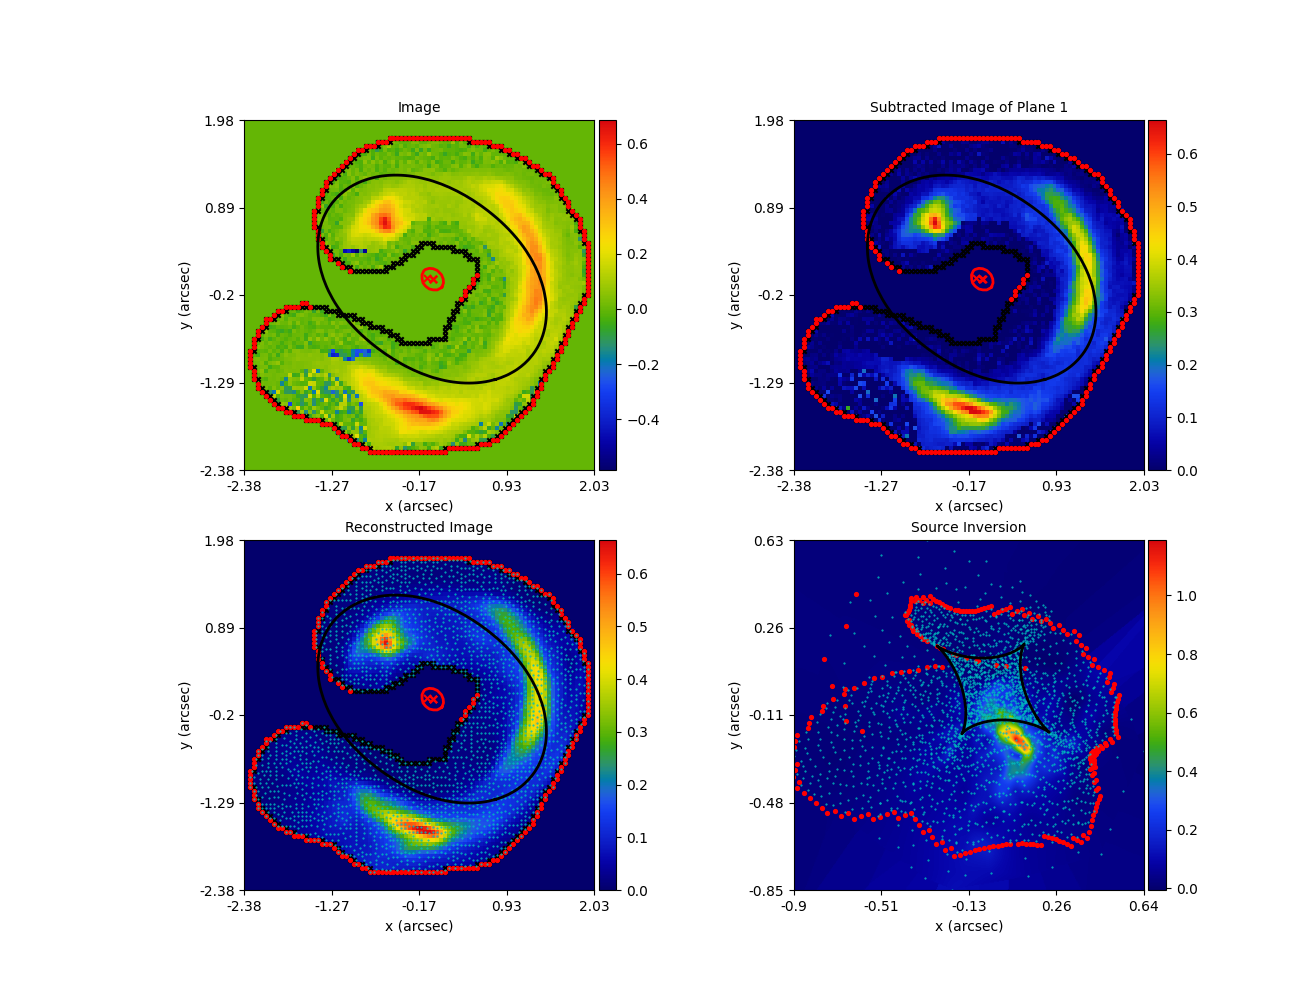 Image
Subtracted Image of Plane 1
1.98
0.89
-0.2
-1.29
-2.38
y (arcsec)
-2.38 -1.27 -0.17 0.93 2.03
x (arcsec)
0.6
0.4
0.2
0.0
−0.2
−0.4
1.98
0.89
-0.2
-1.29
-2.38
y (arcsec)
-2.38 -1.27 -0.17 0.93 2.03
x (arcsec)
0.6
0.5
0.4
0.3
0.2
0.1
0.0
Reconstructed Image
Source Inversion
1.98
0.89
-0.2
-1.29
-2.38
y (arcsec)
-2.38 -1.27 -0.17 0.93 2.03
x (arcsec)
0.6
0.5
0.4
0.3
0.2
0.1
0.0
0.63
0.26
-0.11
-0.48
-0.85
y (arcsec)
-0.9 -0.51 -0.13 0.26 0.64
x (arcsec)
1.0
0.8
0.6
0.4
0.2
0.0